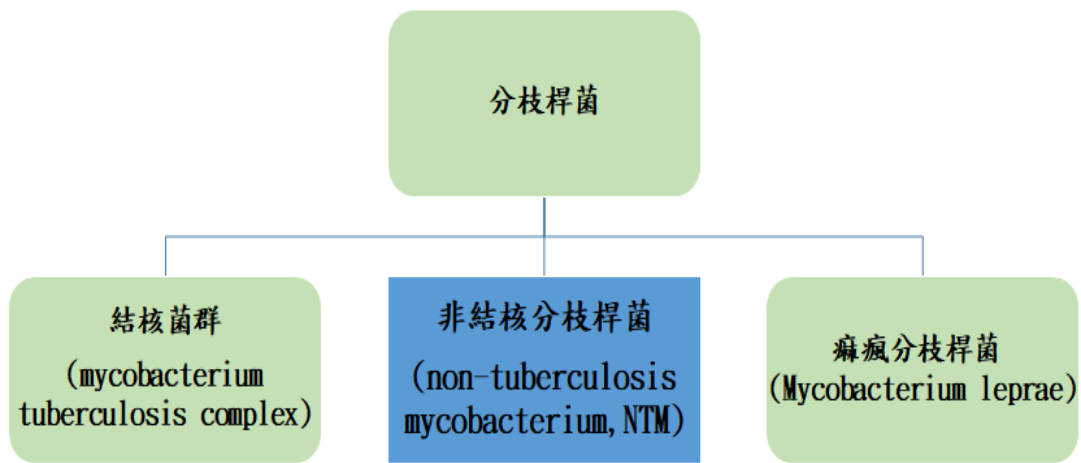 分枝桿菌
結核菌群
(mycobacterium
tuberculosis complex)
非結核分枝桿菌
(non-tuberculosis
mycobacterium,NTM)
痲瘋分枝桿菌
(Mycobacterium leprae)